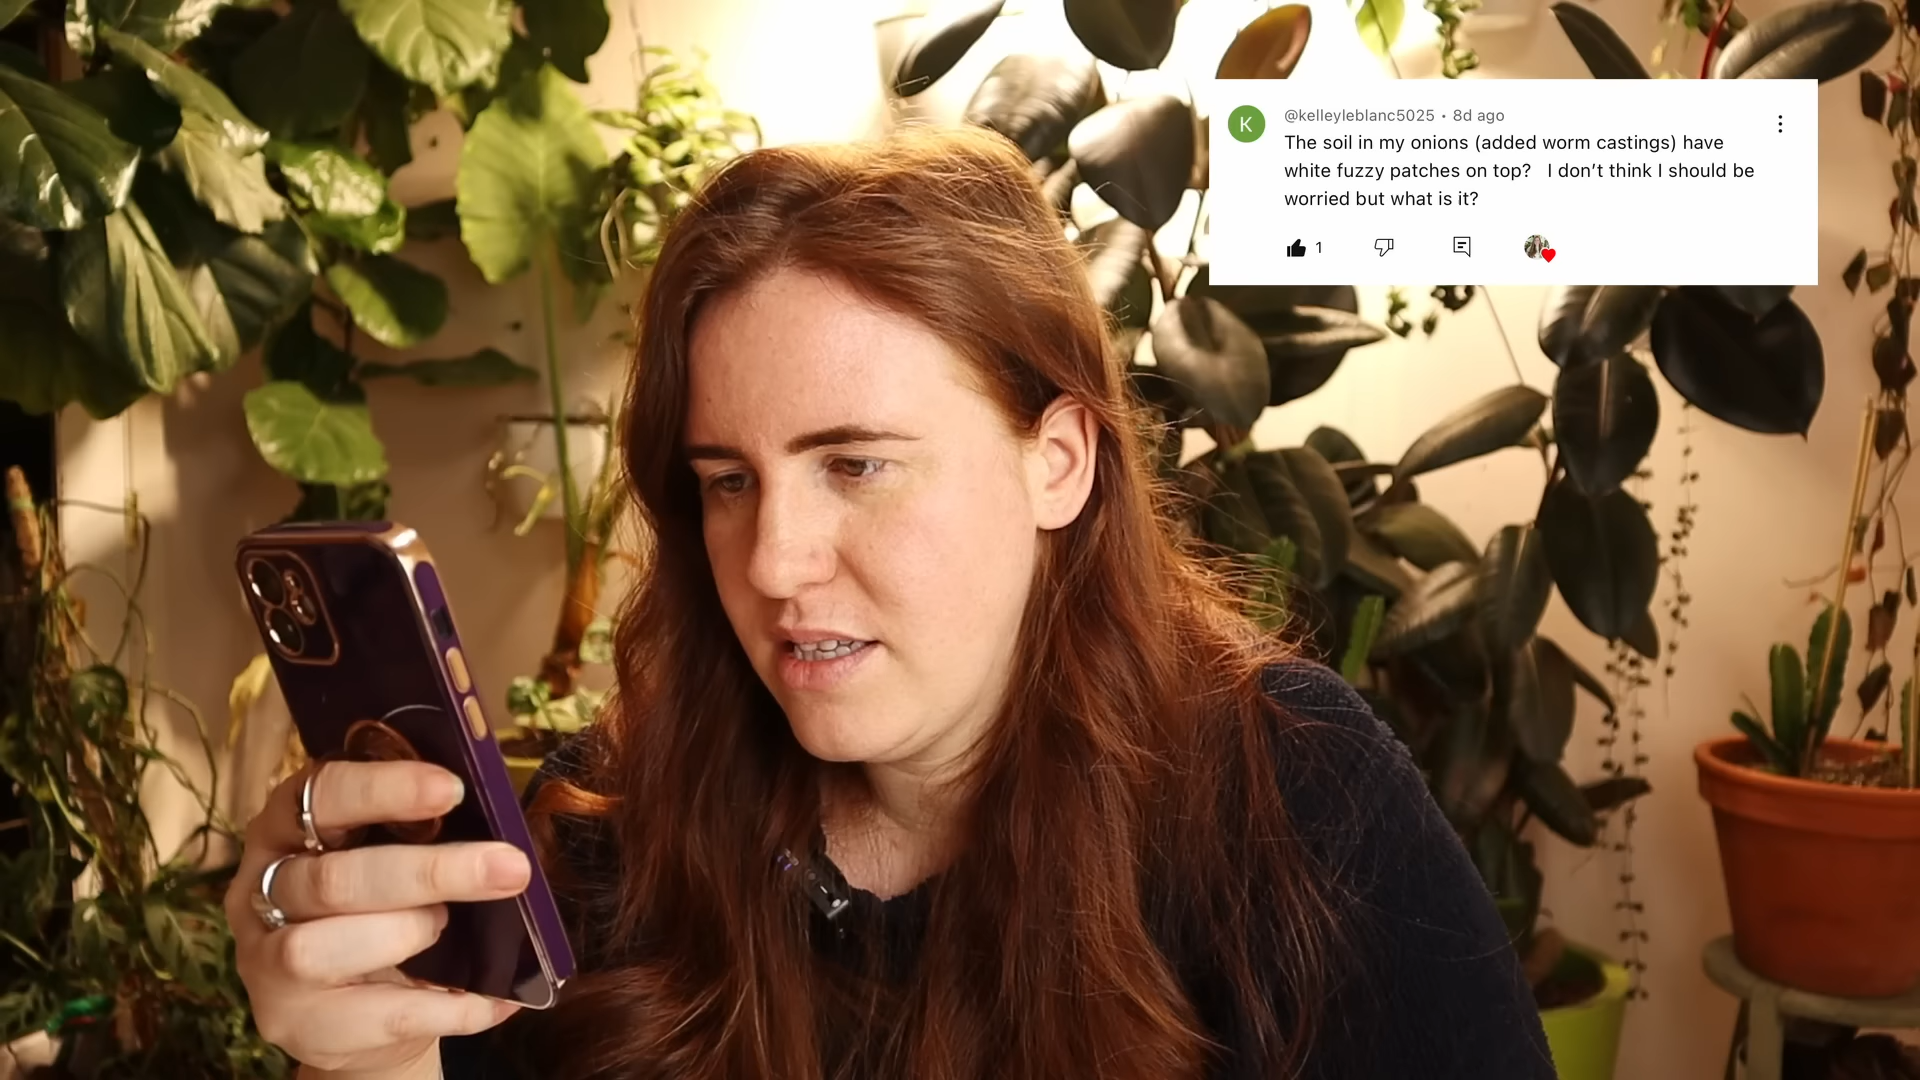 K
@kelleyleblanc5025 • 8d ago
The soil in my onions (added worm castings) have
white fuzzy patches on top?   I don’t think I should be
worried but what is it?
1